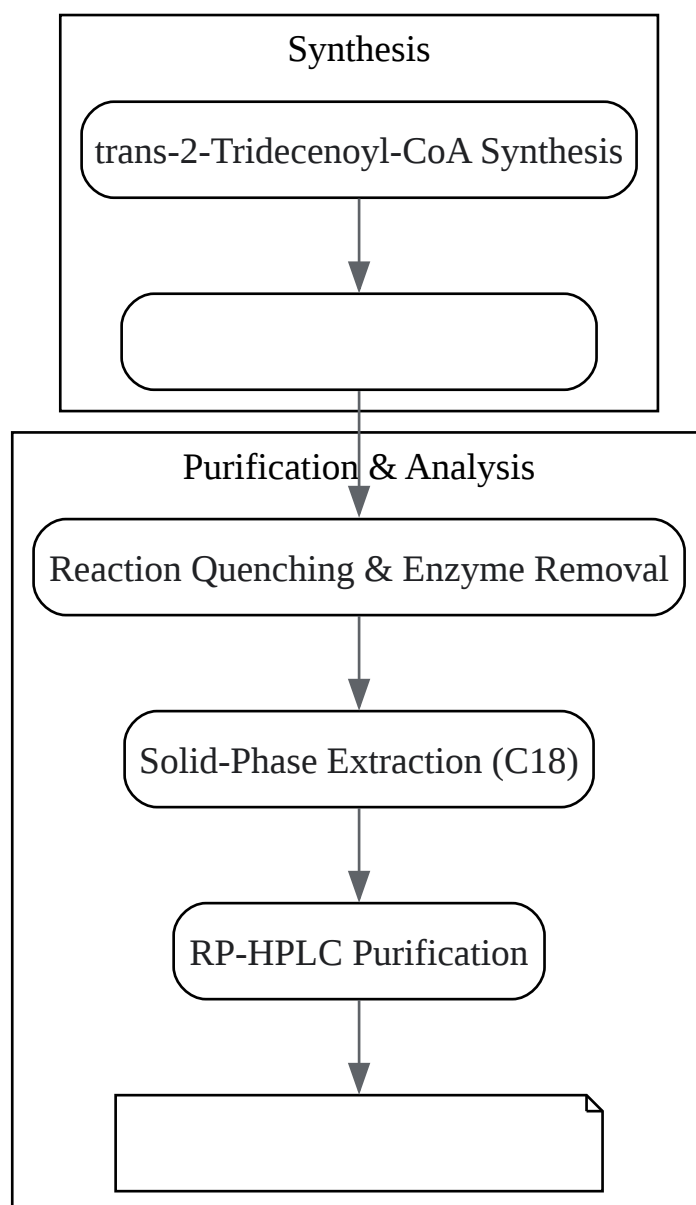 Synthesis
trans-2-Tridecenoyl-CoA Synthesis
Purification & Analysis
Reaction Quenching & Enzyme Removal
Solid-Phase Extraction (C18)
RP-HPLC Purification